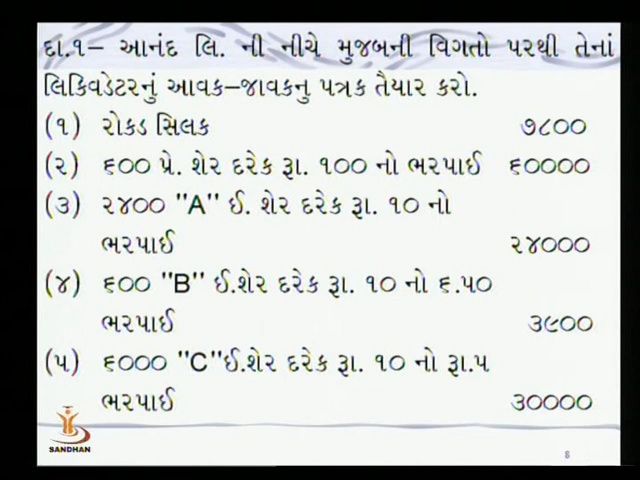 દા.૧– આનંદ લિ. ની નીચે મુજબની વિગતો પરથી તેનાં
લિકિવડેટરનું આવક–જાવકનુ પત્રક તૈયાર કરો.
(૧) રોકડ સિલક ૭૮૦૦
(૨) ૬૦૦ પ્રે. શેર દરેક રૂા. ૧૦૦ નો ભરપાઈ ૬૦૦૦૦
(૩) ૨૪૦૦ "A" ઈ. શેર દરેક રૂા. ૧૦ નો
ભરપાઈ ૨૪૦૦૦
(૪) ૬૦૦ "B" ઈ.શેર દરેક રૂા. ૧૦ નો ૬.૫૦
ભરપાઈ ૩૯૦૦
(૫) ૬૦૦૦ "C"ઈ.શેર દરેક રૂા. ૧૦ નો રૂા.૫
ભરપાઈ ૩૦૦૦૦
SANDHAN
8